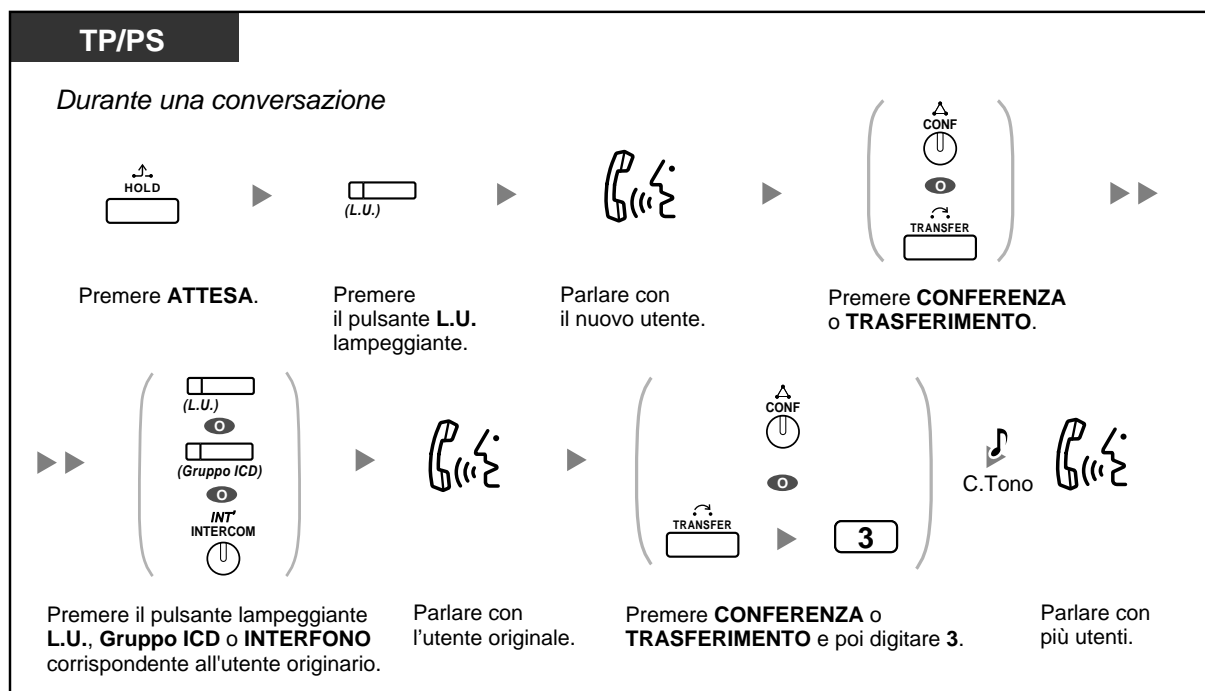 TP/PS
Durante una conversazione
HOLD
(L.U.)
CONF
O
TRANSFER
Premere ATTESA.
Premere
il pulsante L.U.
lampeggiante.
Parlare con
il nuovo utente.
Premere CONFERENZA
o TRASFERIMENTO.
(L.U.)
O
(Gruppo ICD)
O
INT'
INTERCOM
CONF
O
TRANSFER
3
C.Tono
Premere il pulsante lampeggiante
L.U., Gruppo ICD o INTERFONO
corrispondente all'utente originario.
Parlare con
l'utente originale.
Premere CONFERENZA o
TRASFERIMENTO e poi digitare 3.
Parlare con
più utenti.